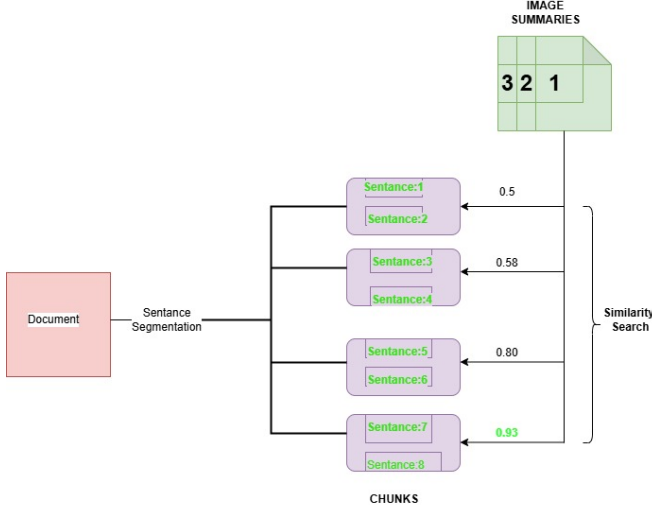 IMAGE
SUMMARIES
3 2 1
Sentance:1
0.5
Sentance:2
Sentance:3
0.58
Sentance:4
Document
Sentance
Segmentation
Similarity
Search
Sentance:5
0.80
Sentance:6
Sentance:7
0.93
Sentance:8
CHUNKS